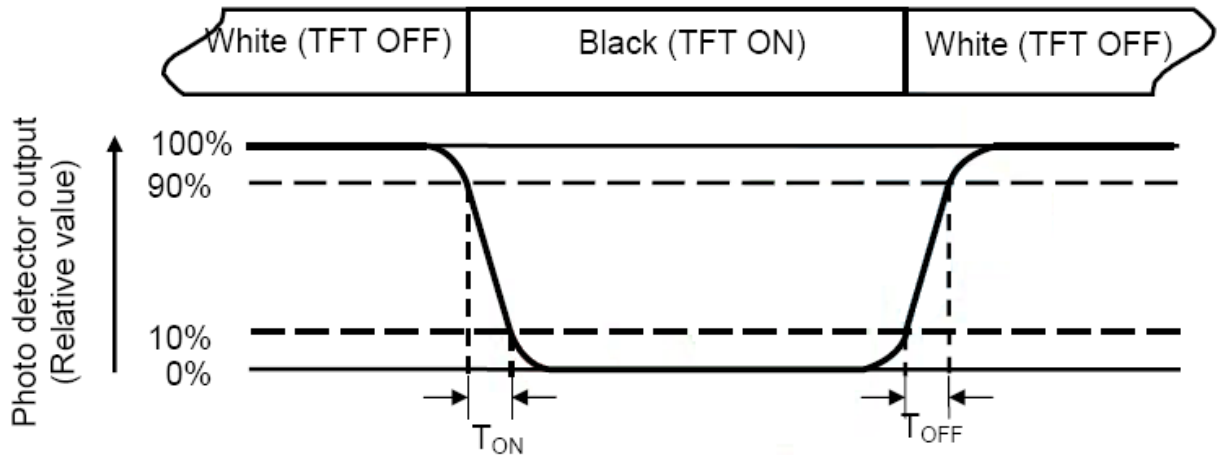 White (TFT OFF)
Black (TFT ON)
White (TFT OFF)
Photo detector output
(Relative value)
100%
90%
10%
0%
TON
TOFF